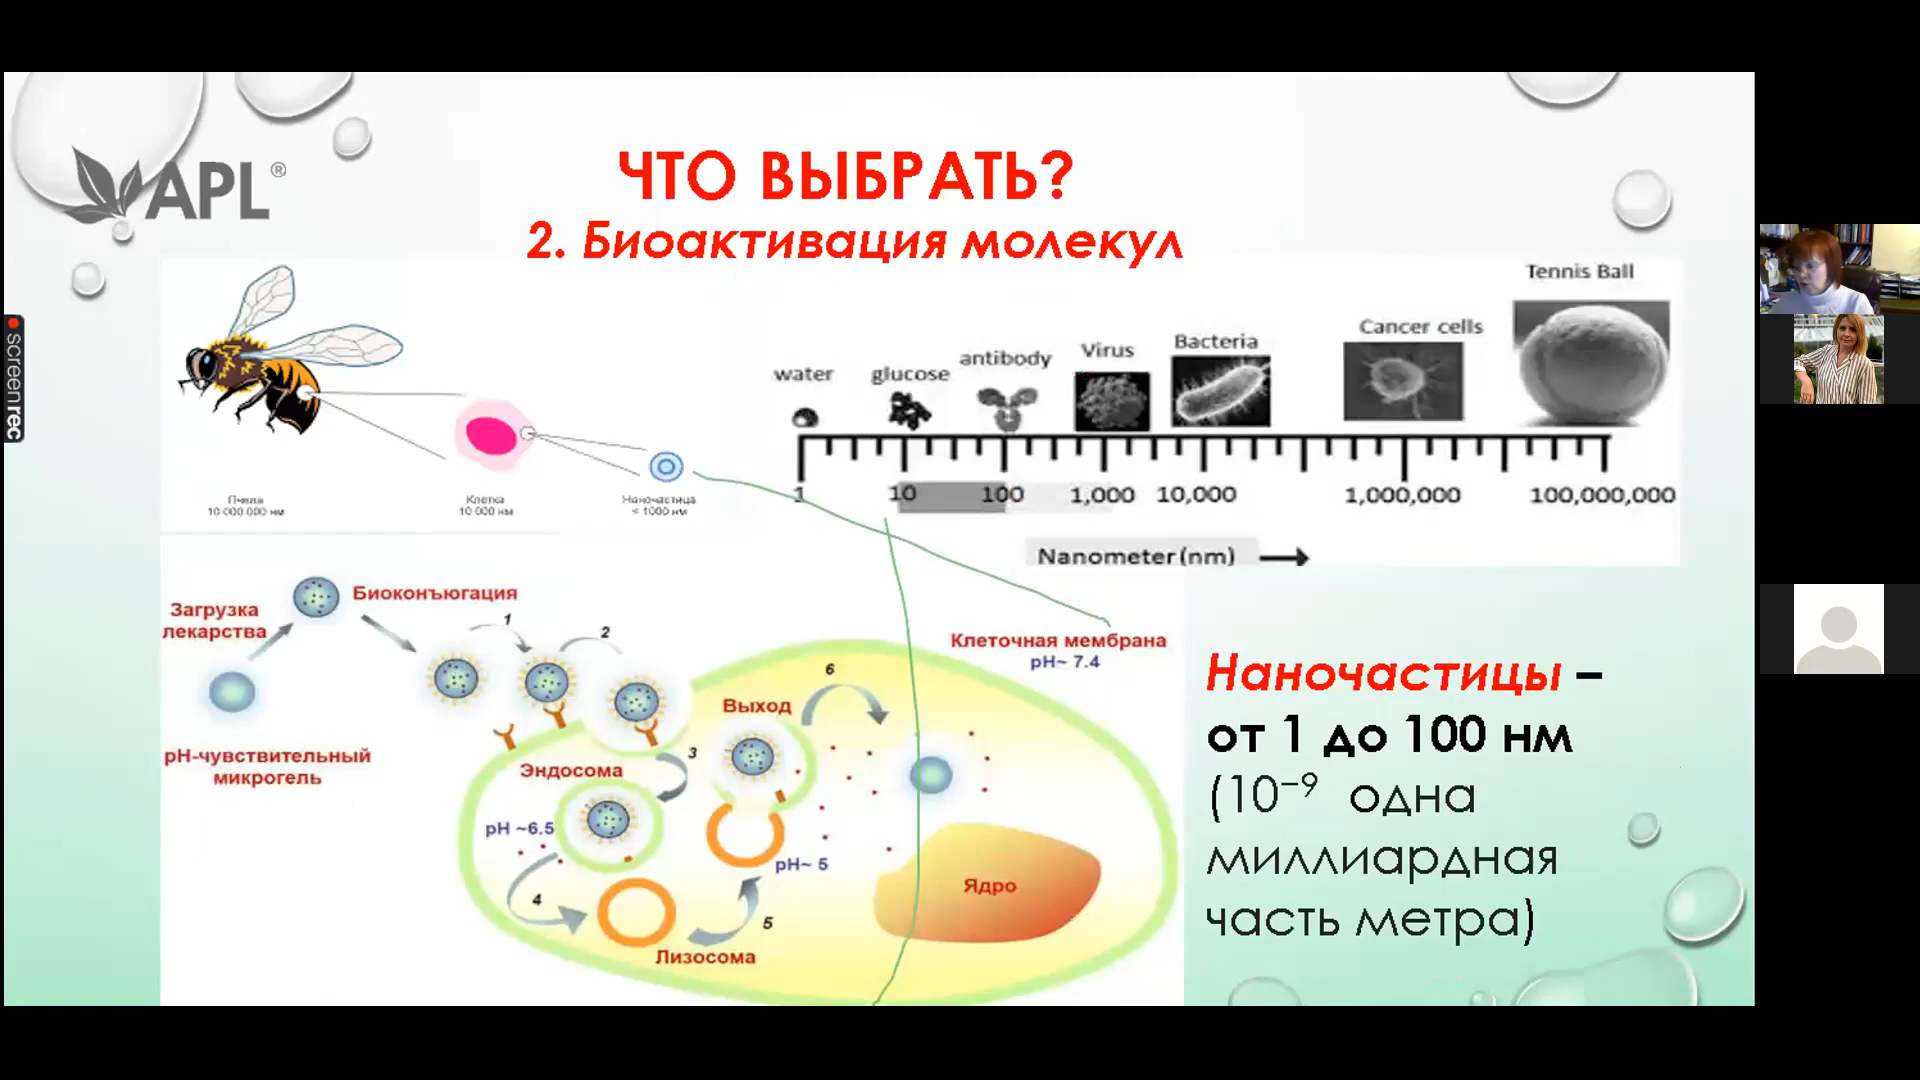 APL®
ЧТО ВЫБРАТЬ?
2. Биоактивация молекул
screenrec
Пчела
10 000 000 нм
Клетка
10 000 нм
Наночастица
< 1000 нм
water
glucose
antibody
Virus
Bacteria
Cancer cells
Tennis Ball
1 10 100 1,000 10,000 1,000,000 100,000,000
Nanometer (nm)
Загрузка
лекарства
Биоконъюгация
рН-чувствительный
микрогель
1
2
3
4
5
6
Эндосома
pH ~6.5
Лизосома
Выход
pH~ 5
Клеточная мембрана
pH~ 7.4
Ядро
Наночастицы –
от 1 до 100 нм
(10⁻⁹ одна
миллиардная
часть метра)